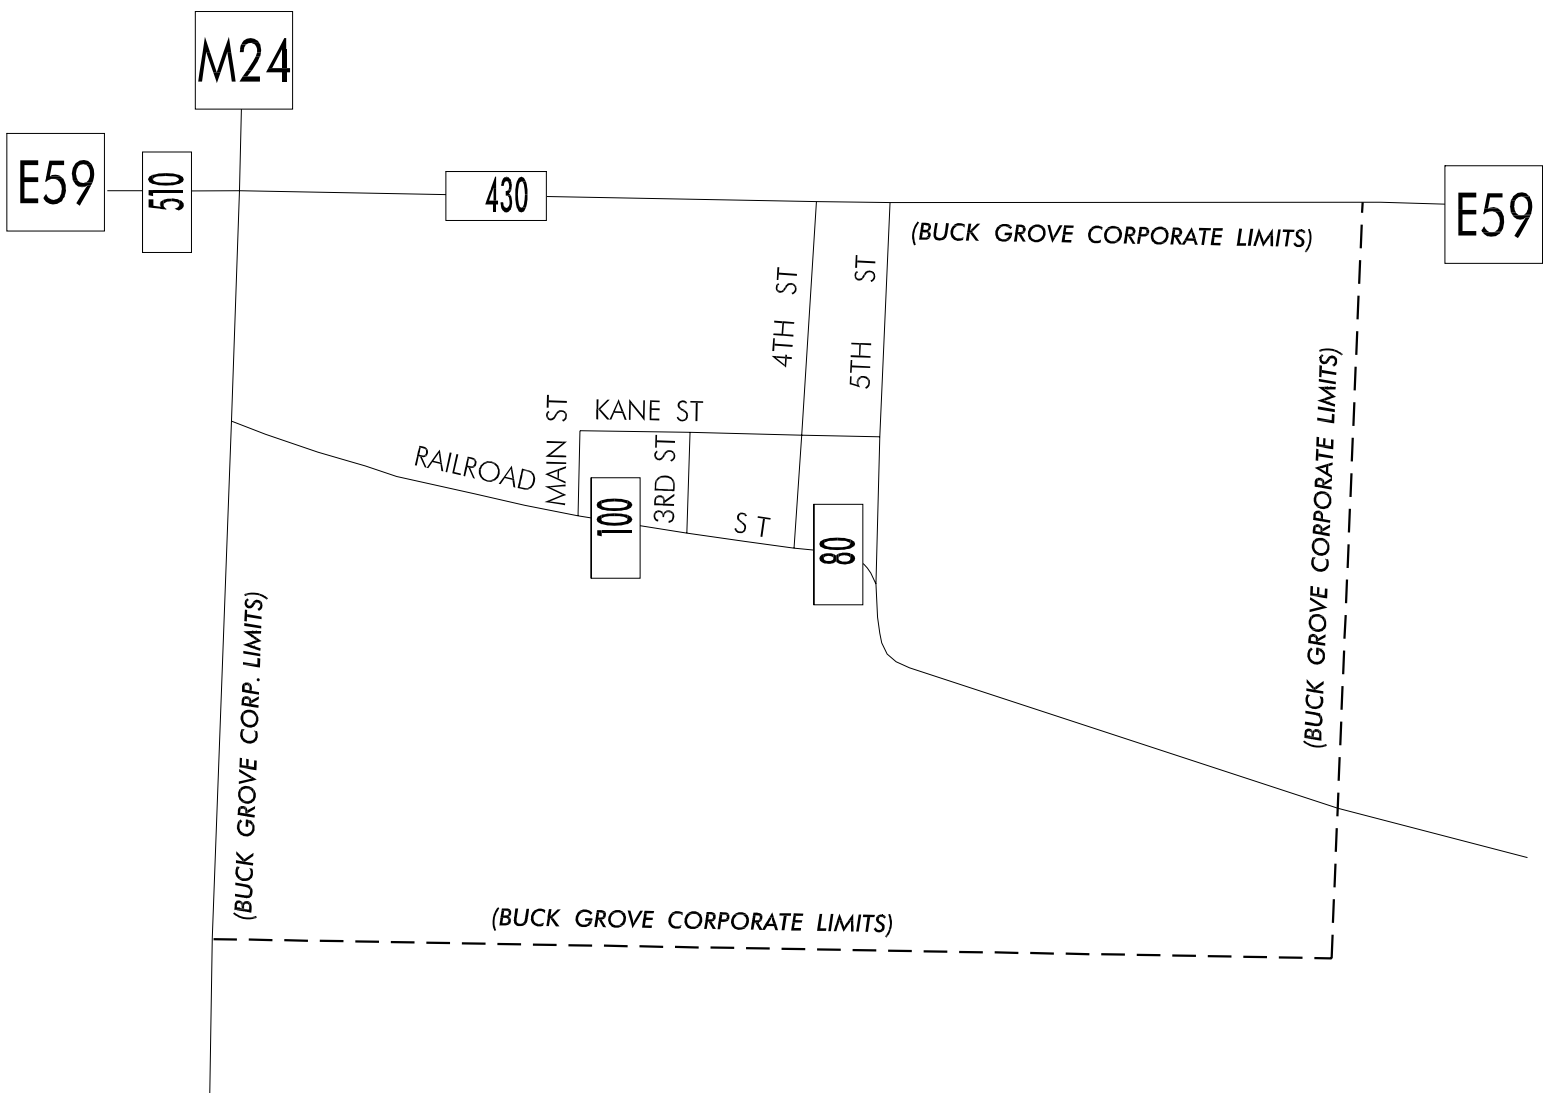 M24
E59
510
430
E59
(BUCK GROVE CORPORATE LIMITS)
4TH ST
5TH ST
KANE ST
MAIN ST
RAILROAD ST
3RD ST
100
80
(BUCK GROVE CORPORATE LIMITS)
(BUCK GROVE CORP. LIMITS)
(BUCK GROVE CORPORATE LIMITS)